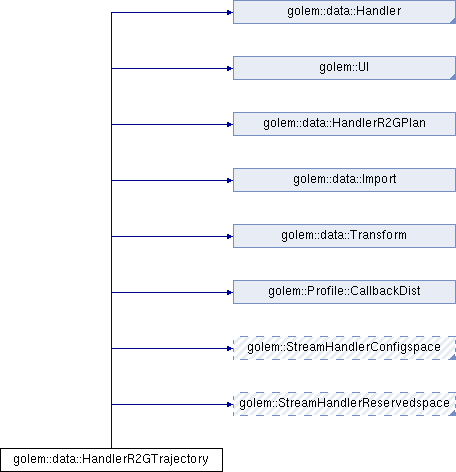 golem::data::Handler
golem::UI
golem::data::HandlerR2GPlan
golem::data::Import
golem::data::Transform
golem::Profile::CallbackDist
golem::StreamHandlerConfigspace
golem::StreamHandlerReservedspace
golem::data::HandlerR2GTrajectory